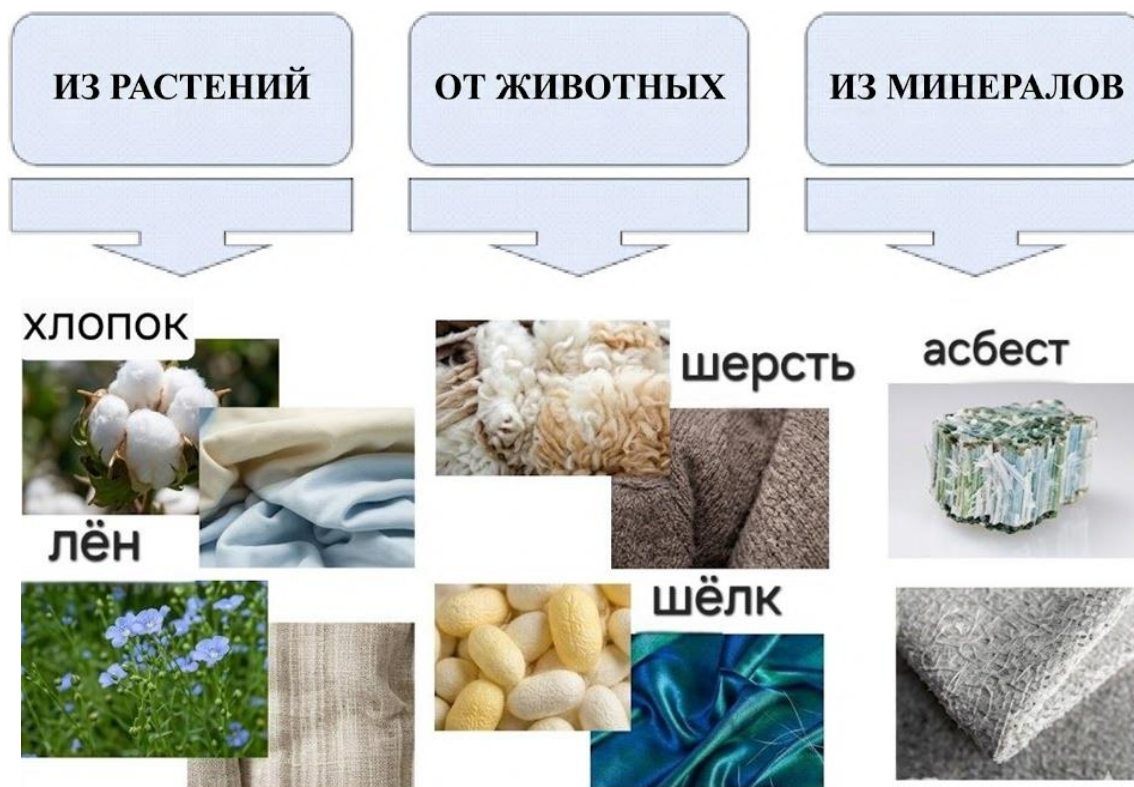 ИЗ РАСТЕНИЙ
ОТ ЖИВОТНЫХ
ИЗ МИНЕРАЛОВ
хлопок
шерсть
асбест
лён
шёлк